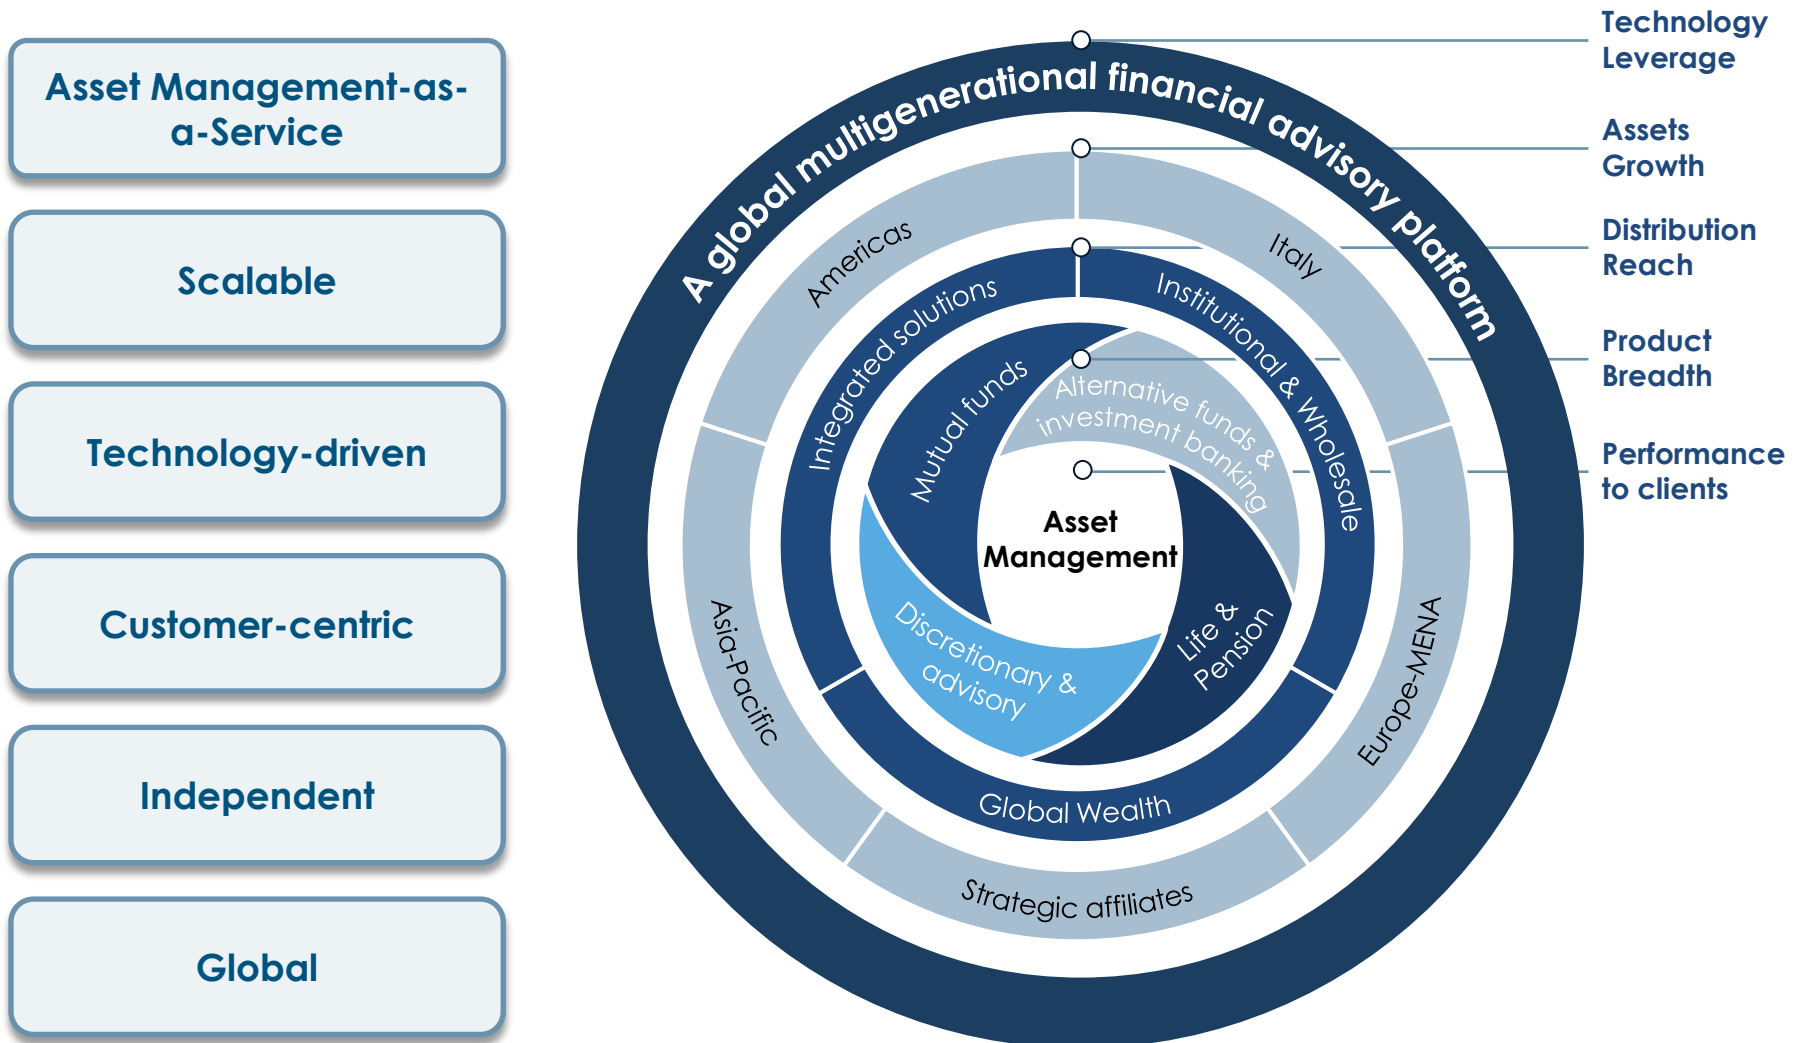 Asset Management-as-
a-Service
Scalable
Technology-driven
Customer-centric
Independent
Global
A global multigenerational financial advisory platform
Americas
Italy
Europe-MENA
Strategic affiliates
Asia-Pacific
Integrated solutions
Institutional & Wholesale
Global Wealth
Mutual funds
Alternative funds &
investment banking
Life &
Pension
Discretionary &
advisory
Asset
Management
Technology
Leverage
Assets
Growth
Distribution
Reach
Product
Breadth
Performance
to clients